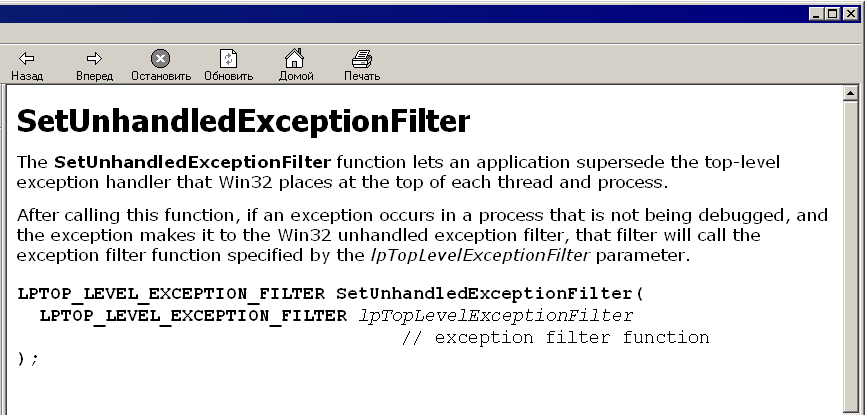 Назад Вперед Остановить Обновить Домой Печать
SetUnhandledExceptionFilter
The SetUnhandledExceptionFilter function lets an application supersede the top-level
exception handler that Win32 places at the top of each thread and process.
After calling this function, if an exception occurs in a process that is not being debugged, and
the exception makes it to the Win32 unhandled exception filter, that filter will call the
exception filter function specified by the lpTopLevelExceptionFilter parameter.
LPTOP_LEVEL_EXCEPTION_FILTER SetUnhandledExceptionFilter(
LPTOP_LEVEL_EXCEPTION_FILTER lpTopLevelExceptionFilter
// exception filter function
);